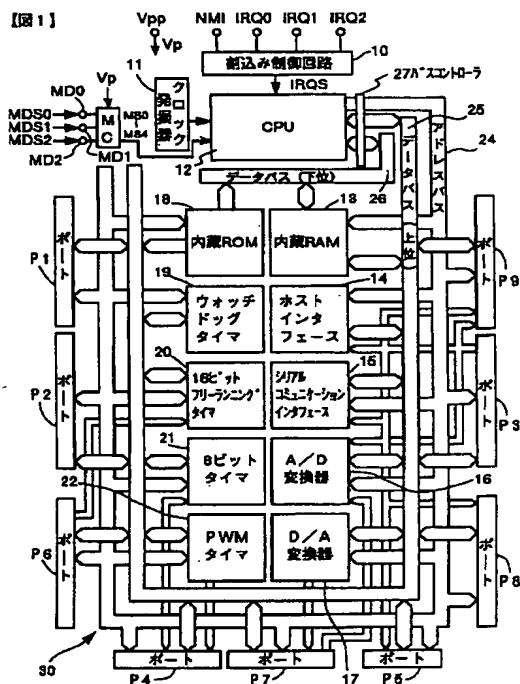 【図1】
Vpp
Vp
NMI IRQ0 IRQ1 IRQ2
10
割込み制御回路
IRQS
27バスコントローラ
11
クロック
発振器
MD0
Vp
MDS0
MDS1
MDS2
MD2
MD1
MC
MS0
MS4
CPU
12
25
24
アドレスバス
データバス(上位)
データバス(下位)
26
18
内蔵ROM
13
内蔵RAM
19
ウォッチ
ドッグ
タイマ
14
ホスト
インタ
フェース
20
16ビット
フリーランニング
タイマ
15
シリアル
コミュニケーション
インタフェース
21
8ビット
タイマ
A/D
変換器
16
22
PWM
タイマ
D/A
変換器
17
ポート
P1
ポート
P2
ポート
P6
ポート
P9
ポート
P3
ポート
P8
30
ポート
P4
ポート
P7
ポート
P5